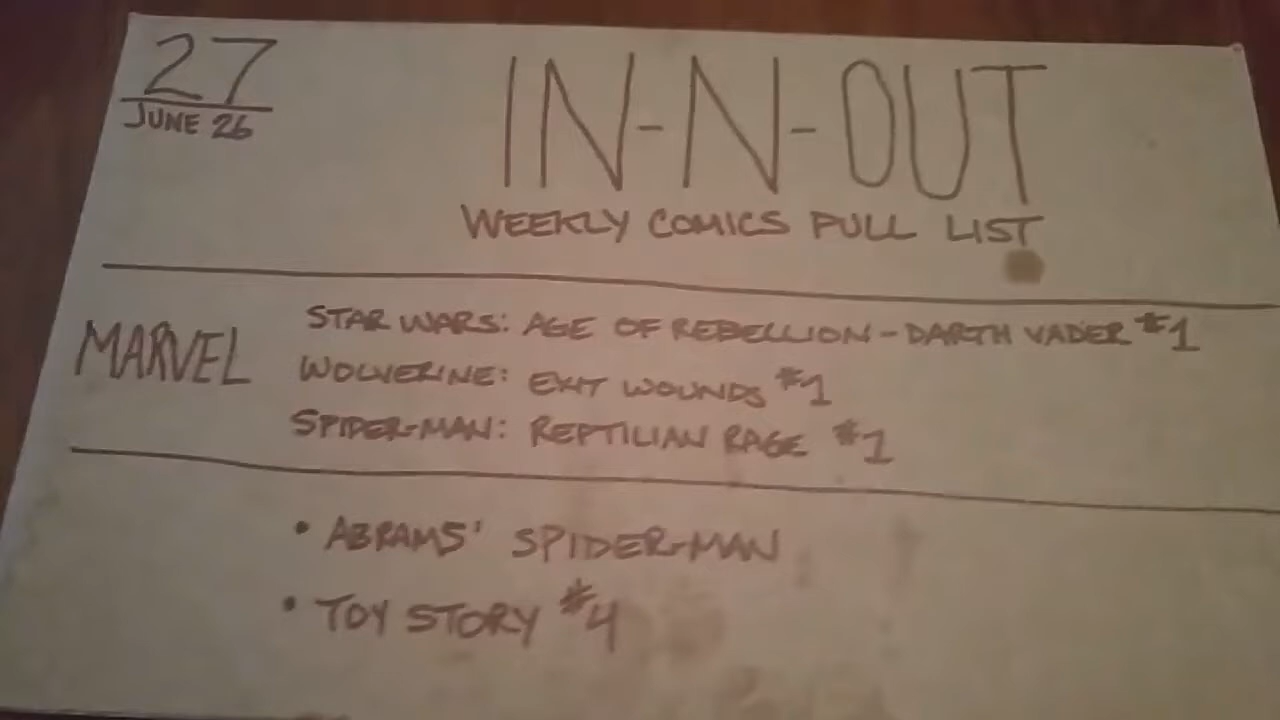 27
JUNE 26
IN-N-OUT
WEEKLY COMICS PULL LIST
MARVEL
STAR WARS: AGE OF REBELLION - DARTH VADER #1
WOLVERINE: EXIT WOUNDS #1
SPIDER-MAN: REPTILIAN RAGE #1
• ABRAMS' SPIDER-MAN
• TOY STORY #4